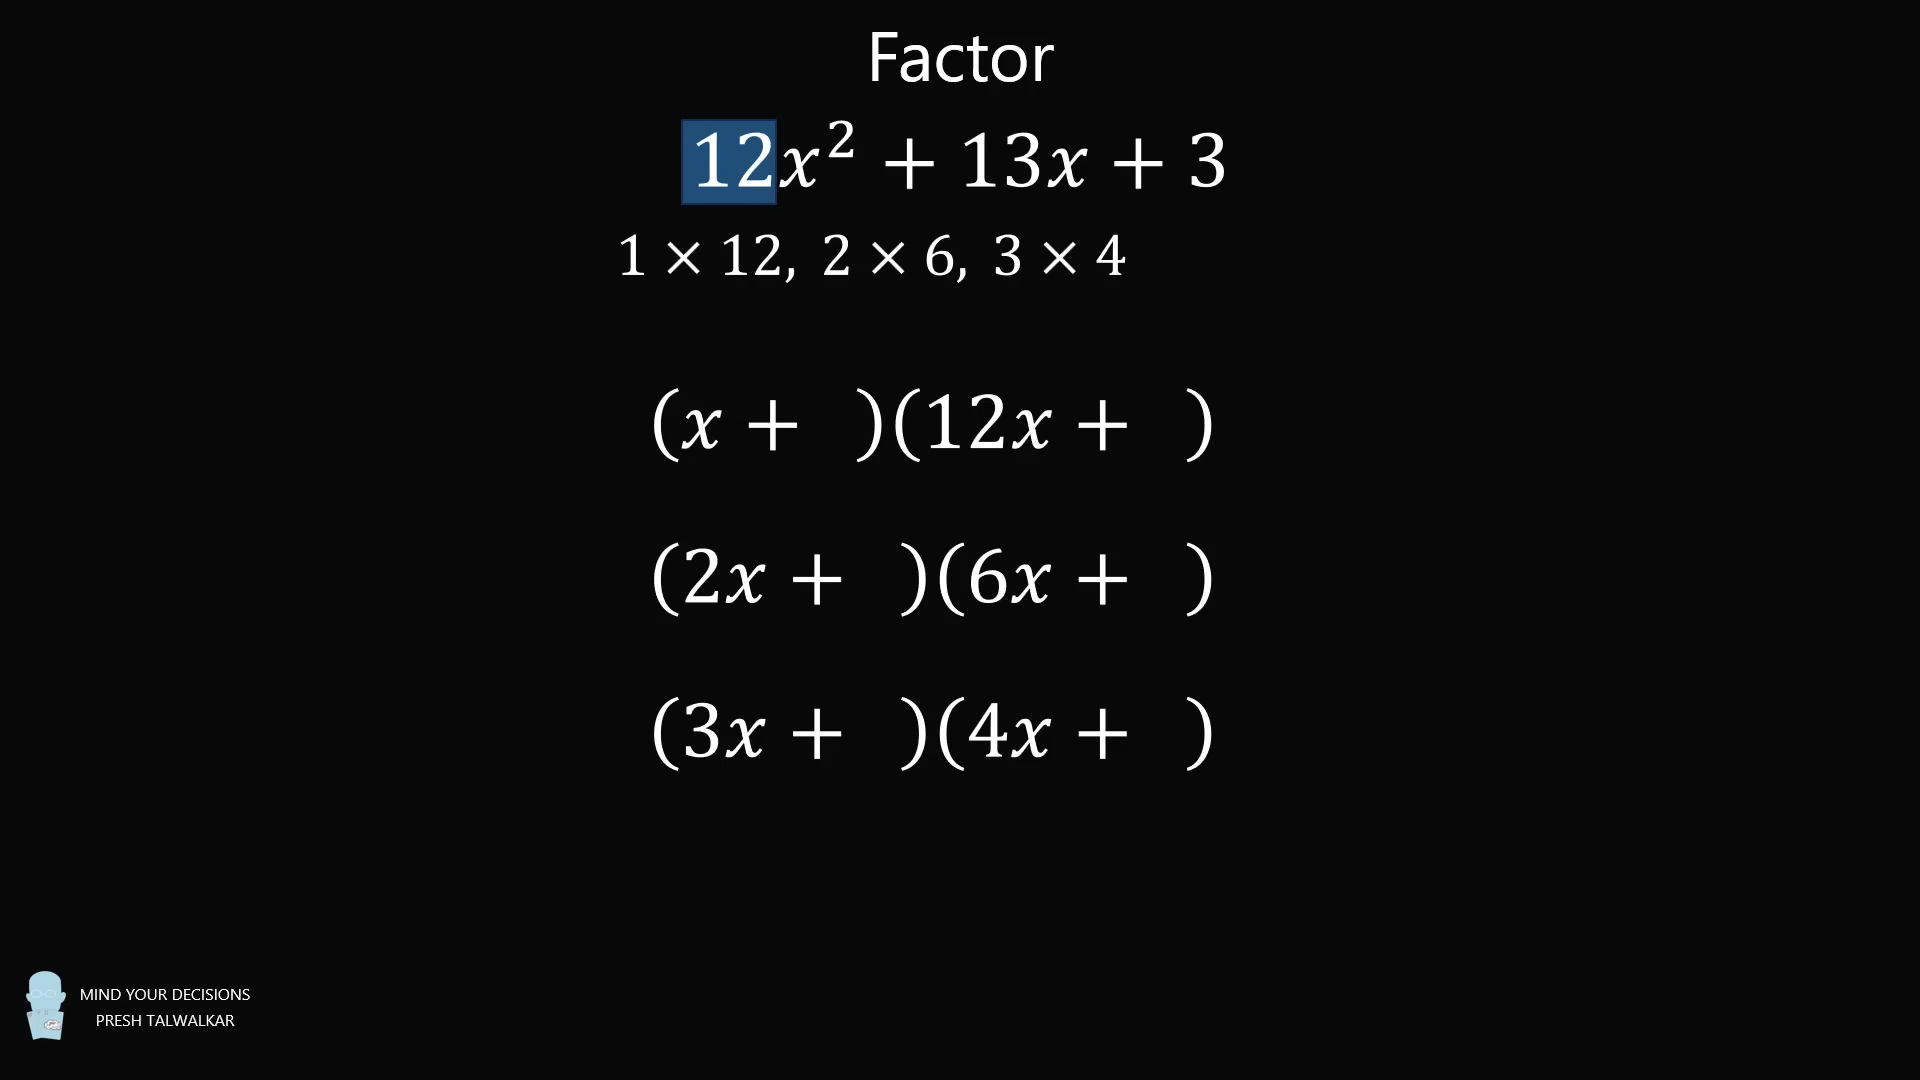 Factor
12x² + 13x + 3
1 × 12, 2 × 6, 3 × 4
(x +  )(12x +  )
(2x +  )(6x +  )
(3x +  )(4x +  )
MIND YOUR DECISIONS
PRESH TALWALKAR